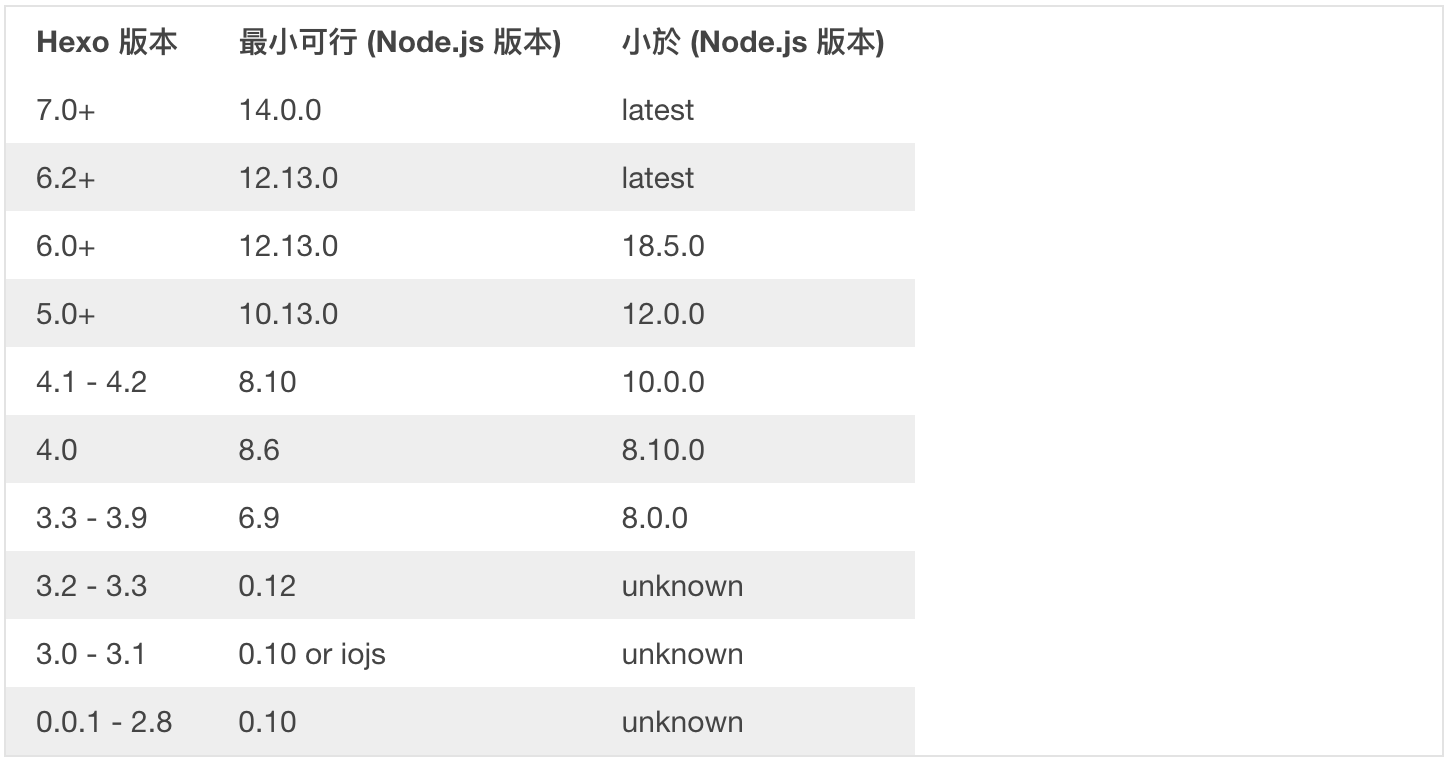 Hexo 版本 最小可行 (Node.js 版本) 小於 (Node.js 版本)
7.0+ 14.0.0 latest
6.2+ 12.13.0 latest
6.0+ 12.13.0 18.5.0
5.0+ 10.13.0 12.0.0
4.1 - 4.2 8.10 10.0.0
4.0 8.6 8.10.0
3.3 - 3.9 6.9 8.0.0
3.2 - 3.3 0.12 unknown
3.0 - 3.1 0.10 or iojs unknown
0.0.1 - 2.8 0.10 unknown